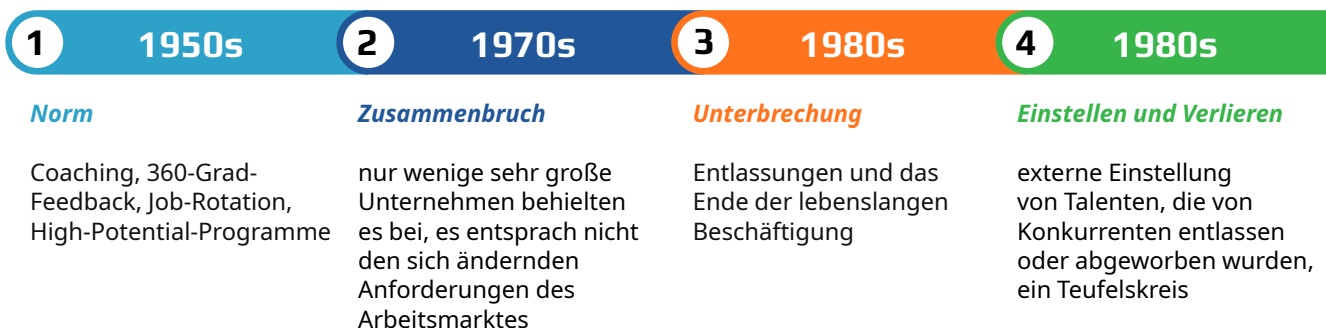 1 1950s
2 1970s
3 1980s
4 1980s
Norm
Coaching, 360-Grad-
Feedback, Job-Rotation,
High-Potential-Programme
Zusammenbruch
nur wenige sehr große
Unternehmen behielten
es bei, es entsprach nicht
den sich ändernden
Anforderungen des
Arbeitsmarktes
Unterbrechung
Entlassungen und das
Ende der lebenslangen
Beschäftigung
Einstellen und Verlieren
externe Einstellung
von Talenten, die von
Konkurrenten entlassen
oder abgeworben wurden,
ein Teufelskreis